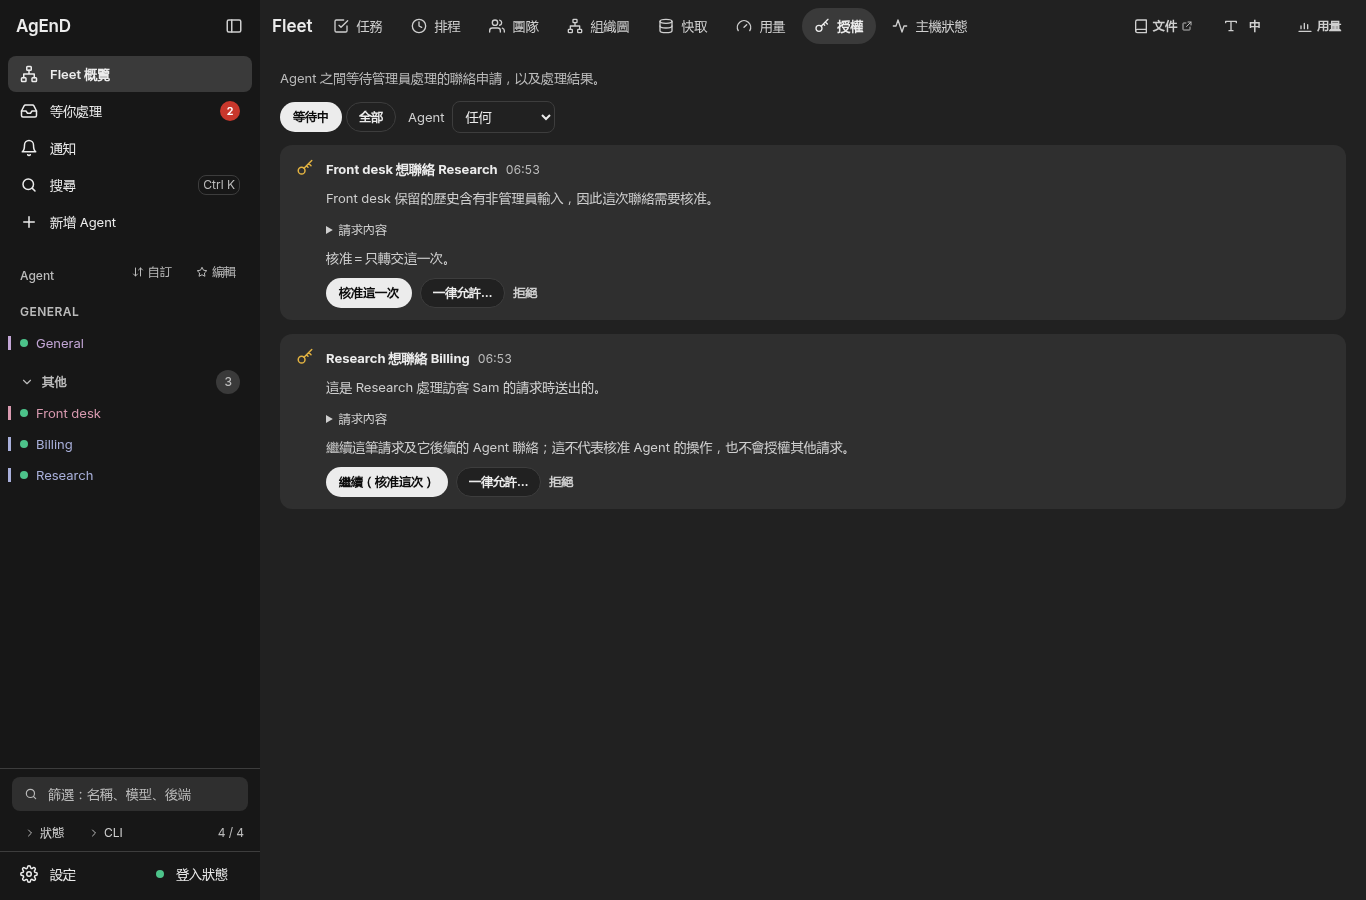 AgEnD
Fleet 概覽
等你處理 2
通知
搜尋 Ctrl K
新增 Agent
Agent 自訂 編輯
GENERAL
General
其他 3
Front desk
Billing
Research
篩選：名稱、模型、後端
狀態 CLI 4 / 4
設定 登入狀態
Fleet 任務 排程 團隊 組織圖 快取 用量 授權 主機狀態 文件 中 用量
Agent 之間等待管理員處理的聯絡申請，以及處理結果。
等待中 全部 Agent 任何
Front desk 想聯絡 Research 06:53
Front desk 保留的歷史含有非管理員輸入，因此這次聯絡需要核准。
請求內容
核准＝只轉交這一次。
核准這一次 一律允許… 拒絕
Research 想聯絡 Billing 06:53
這是 Research 處理訪客 Sam 的請求時送出的。
請求內容
繼續這筆請求及它後續的 Agent 聯絡；這不代表核准 Agent 的操作，也不會授權其他請求。
繼續（核准這次） 一律允許… 拒絕